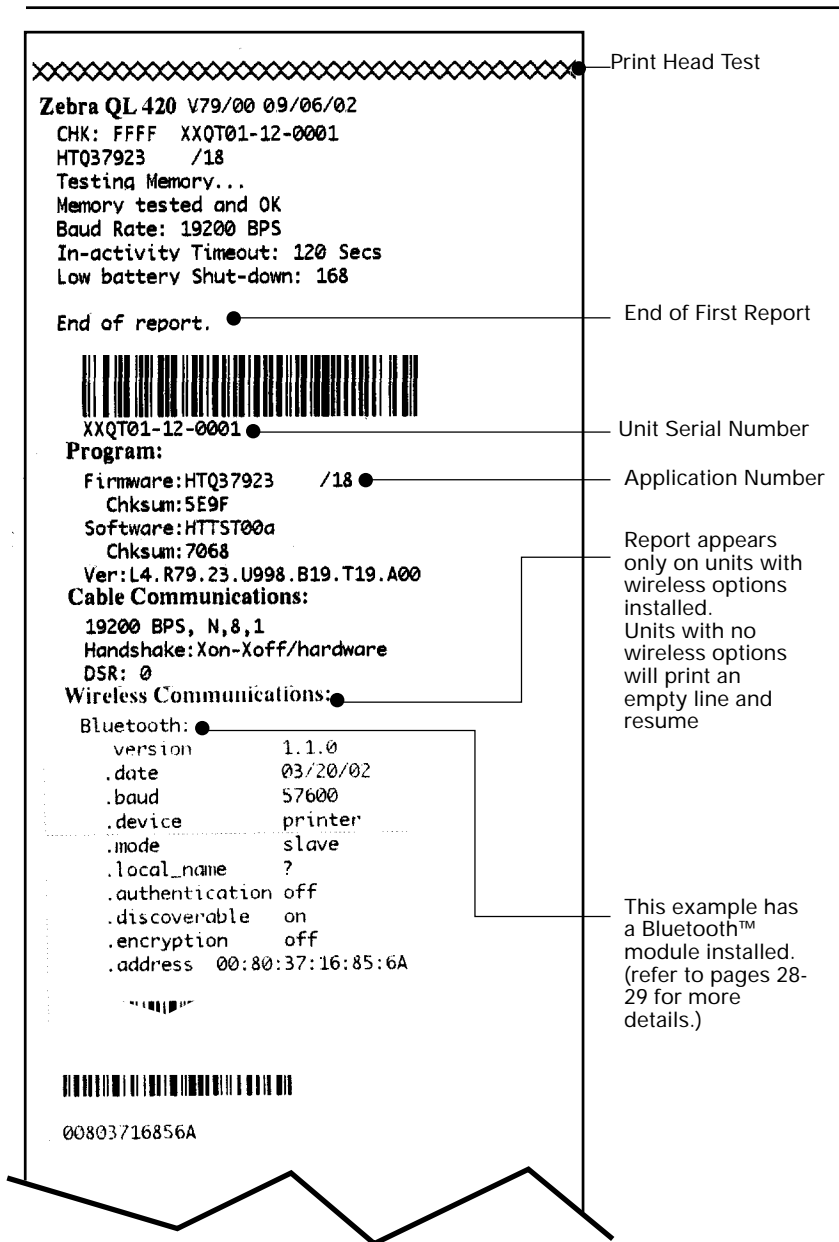 Print Head Test
Zebra QL 420 V79/00 09/06/02
CHK: FFFF XXQT01-12-0001
HTQ37923 /18
Testing Memory...
Memory tested and OK
Baud Rate: 19200 BPS
In-activity Timeout: 120 Secs
Low battery Shut-down: 168
End of report.
End of First Report
XXQT01-12-0001
Unit Serial Number
Program:
Firmware:HTQ37923 /18
Application Number
Chksum:5E9F
Software:HTTST00a
Chksum:7068
Ver:L4.R79.23.U998.B19.T19.A00
Report appears
only on units with
wireless options
installed.
Units with no
wireless options
will print an
empty line and
resume
Cable Communications:
19200 BPS, N,8,1
Handshake:Xon-Xoff/hardware
DSR: 0
Wireless Communications:
Bluetooth:
version 1.1.0
.date 03/20/02
.baud 57600
.device printer
.mode slave
.local_name ?
.authentication off
.discoverable on
.encryption off
.address 00:80:37:16:85:6A
This example has
a Bluetooth™
module installed.
(refer to pages 28-
29 for more
details.)
00803716856A